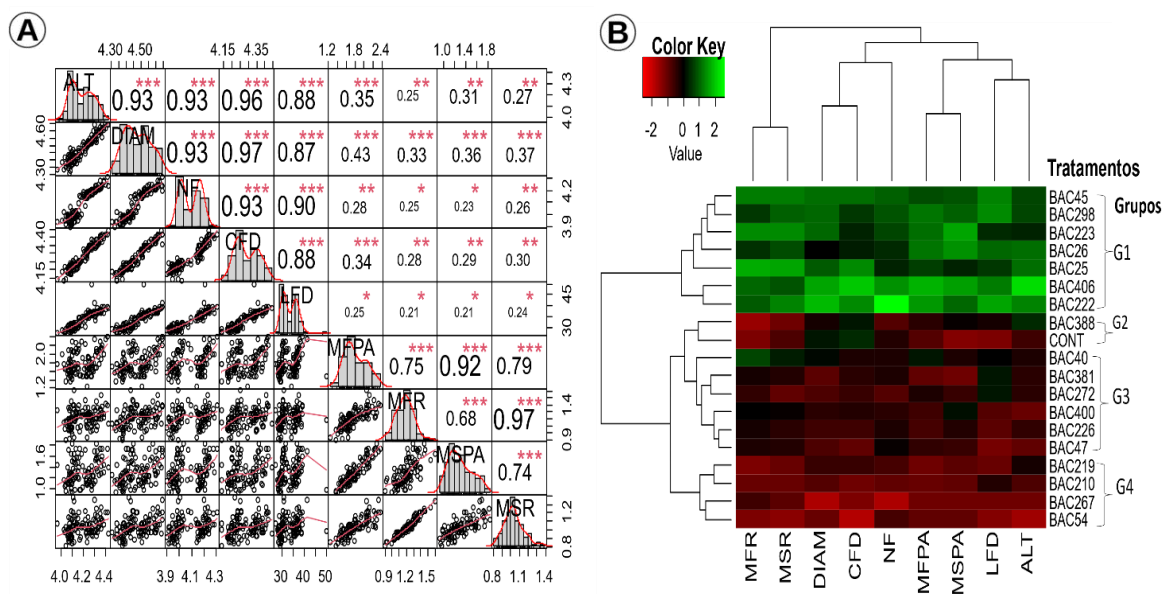 A
4.30 4.50
4.15 4.35
1.2 1.8 2.4
1.0 1.4 1.8
ALT
*** *** *** *** *** ** ** **
0.93 0.93 0.96 0.88 0.35 0.25 0.31 0.27
4.0 4.3
4.30 4.60
DIAM
*** *** *** *** *** *** ***
0.93 0.97 0.87 0.43 0.33 0.36 0.37
NF
*** *** ** * * **
0.93 0.90 0.28 0.25 0.23 0.26
3.9 4.2
4.15 4.40
CFD
*** *** ** ** **
0.88 0.34 0.28 0.29 0.30
LFD
* * * *
0.25 0.21 0.21 0.24
30 45
1.2 2.0
MFPA
*** *** ***
0.75 0.92 0.79
MFR
*** ***
0.68 0.97
0.9 1.4
1.0 1.6
MSPA
***
0.74
MSR
0.8 1.2
4.0 4.2 4.4
3.9 4.1 4.3
30 40 50
0.9 1.2 1.5
0.8 1.1 1.4
B
Color Key
-2 0 1 2
Value
Tratamentos
Grupos
BAC45
BAC298
BAC223
BAC26
G1
BAC25
BAC406
BAC222
BAC388
G2
CONT
BAC40
BAC381
BAC272
G3
BAC400
BAC226
BAC47
BAC219
BAC210
G4
BAC267
BAC54
MFR
MSR
DIAM
CFD
NF
MFPA
MSPA
LFD
ALT